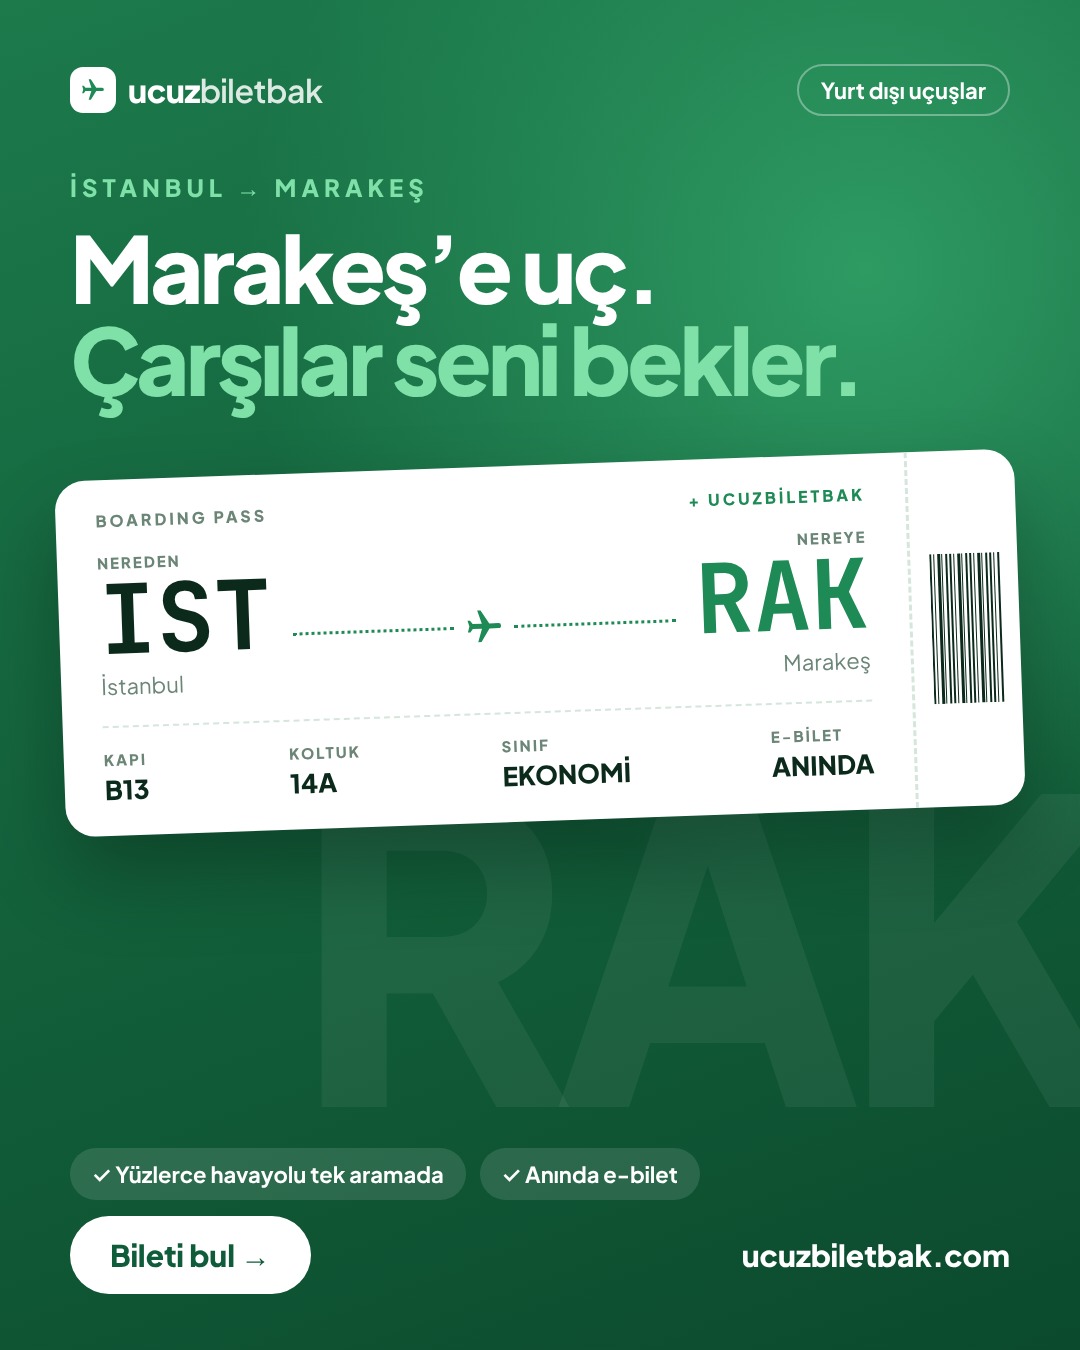 ucuzbiletbak
Yurt dışı uçuşlar
İSTANBUL → MARAKEŞ
Marakeş’e uç.
Çarşılar seni bekler.
BOARDING PASS
+ UCUZBİLETBAK
NEREDEN
NEREYE
IST
RAK
İstanbul
Marakeş
KAPI
KOLTUK
SINIF
E-BİLET
B13
14A
EKONOMİ
ANINDA
RAK
✓ Yüzlerce havayolu tek aramada
✓ Anında e-bilet
Bileti bul →
ucuzbiletbak.com